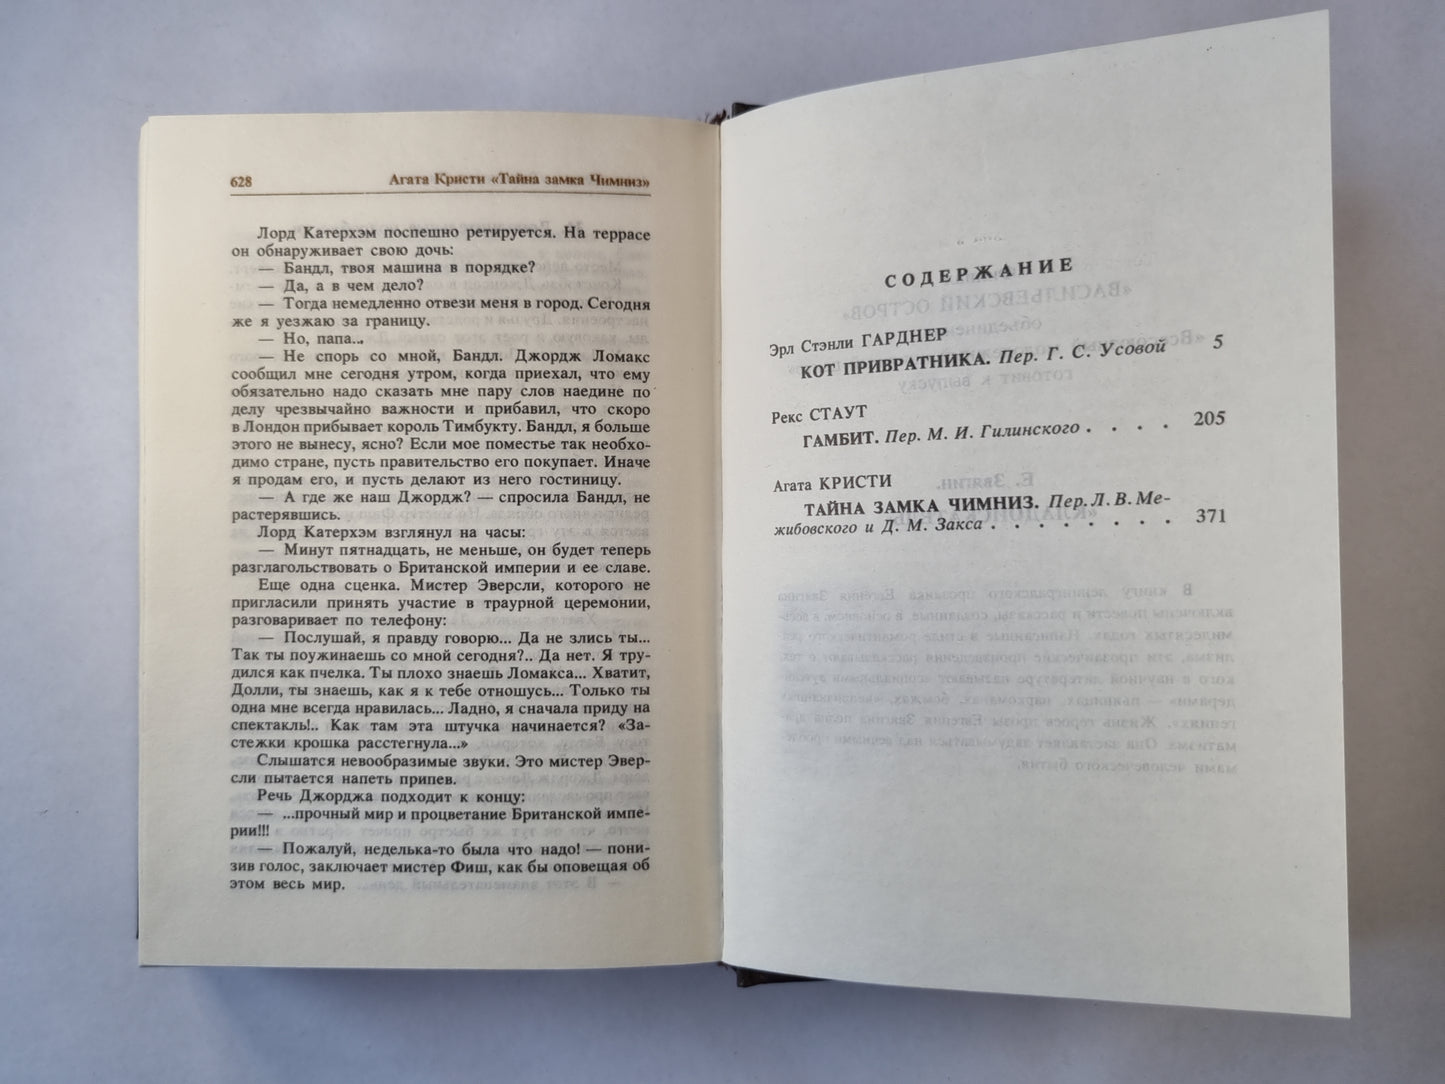 628 Агата Кристи «Тайна замка Чимниз»
Лорд Катерхэм поспешно ретируется. На террасе
он обнаруживает свою дочь:
— Бандл, твоя машина в порядке?
— Да, а в чем дело?
— Тогда немедленно отвези меня в город. Сегодня
же я уезжаю за границу.
— Но, папа...
— Не спорь со мной, Бандл. Джордж Ломакс
сообщил мне сегодня утром, когда приехал, что ему
обязательно надо сказать мне пару слов наедине по
делу чрезвычайно важности и прибавил, что скоро
в Лондон прибывает король Тимбукту. Бандл, я больше
этого не вынесу, ясно? Если мое поместье так необхо-
димо стране, пусть правительство его покупает. Иначе
я продам его, и пусть делают из него гостиницу.
— А где же наш Джордж? — спросила Бандл, не
растерявшись.
Лорд Катерхэм взглянул на часы:
— Минут пятнадцать, не меньше, он будет теперь
разглагольствовать о Британской империи и ее славе.
Еще одна сценка. Мистер Эверсли, которого не
пригласили принять участие в траурной церемонии,
разговаривает по телефону:
— Послушай, я правду говорю... Да не злись ты...
Так ты поужинаешь со мной сегодня?.. Да нет. Я тру-
дился как пчелка. Ты плохо знаешь Ломакса... Хватит,
Долли, ты знаешь, как я к тебе отношусь... Только ты
одна мне всегда нравилась... Ладно, я сначала приду на
спектакль!.. Как там эта штучка начинается? «За-
стежки крошка расстегнула...»
Слышатся невообразимые звуки. Это мистер Эвер-
сли пытается напеть припев.
Речь Джорджа подходит к концу:
— ...прочный мир и процветание Британской импе-
рии!!!
— Пожалуй, неделька-то была что надо! — пони-
зив голос, заключает мистер Фиш, как бы оповещая об
этом весь мир.
СОДЕРЖАНИЕ
Эрл Стэнли ГАРДНЕР
КОТ ПРИВРАТНИКА. Пер. Г. С. Усовой 5
Рекс СТАУТ
ГАМБИТ. Пер. М. И. Гилинского . . . . 205
Агата КРИСТИ
ТАЙНА ЗАМКА ЧИМНИЗ. Пер. Л. В. Ме-
жибовского и Д. М. Закса . . . . . . . . 371